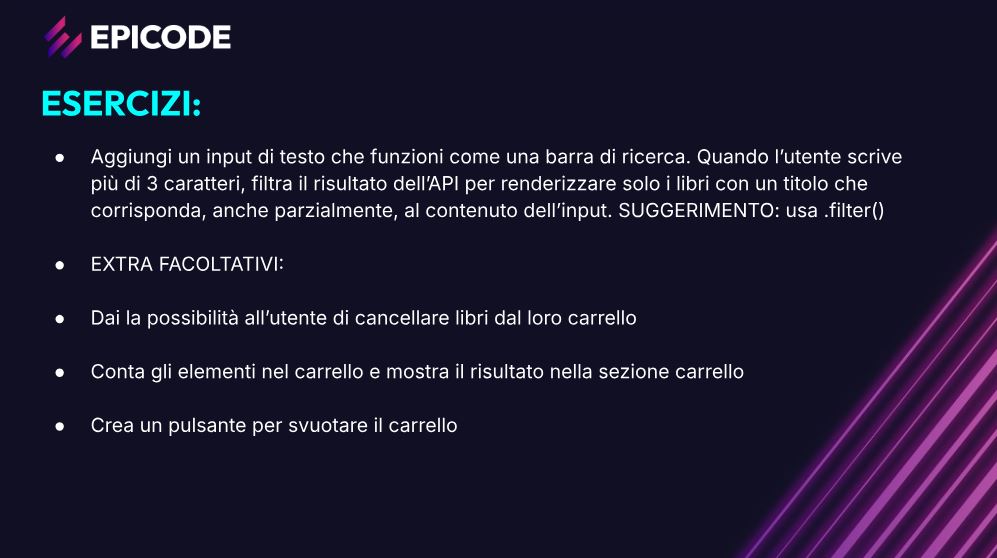 EPICODE
ESERCIZI:
● Aggiungi un input di testo che funzioni come una barra di ricerca. Quando l’utente scrive
più di 3 caratteri, filtra il risultato dell’API per renderizzare solo i libri con un titolo che
corrisponda, anche parzialmente, al contenuto dell’input. SUGGERIMENTO: usa .filter()
● EXTRA FACOLTATIVI:
● Dai la possibilità all’utente di cancellare libri dal loro carrello
● Conta gli elementi nel carrello e mostra il risultato nella sezione carrello
● Crea un pulsante per svuotare il carrello